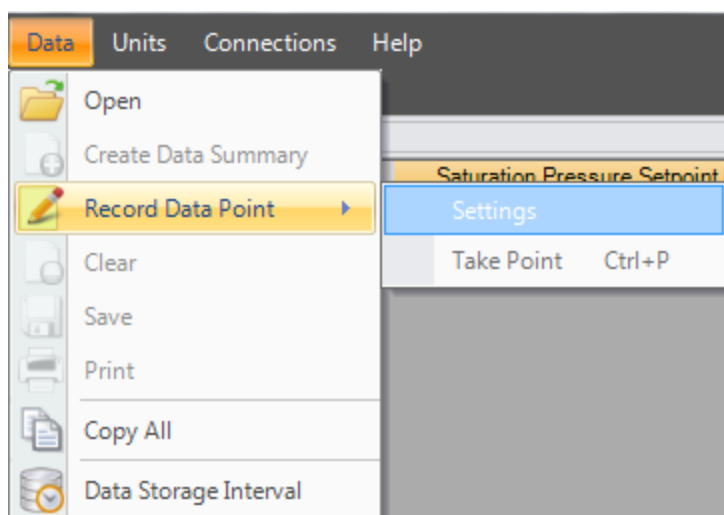 Data Units Connections Help
Open
Create Data Summary
Saturation Pressure Setpoint
Record Data Point
Settings
Clear
Take Point Ctrl+P
Save
Print
Copy All
Data Storage Interval